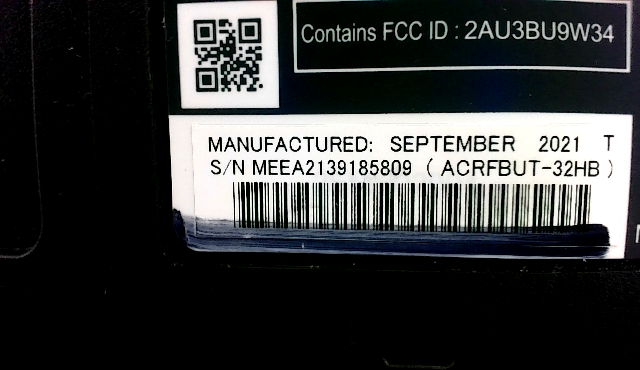 Contains FCC ID : 2AU3BU9W34
MANUFACTURED: SEPTEMBER 2021 T
S/N MEEA2139185809 ( ACRFBUT-32HB )